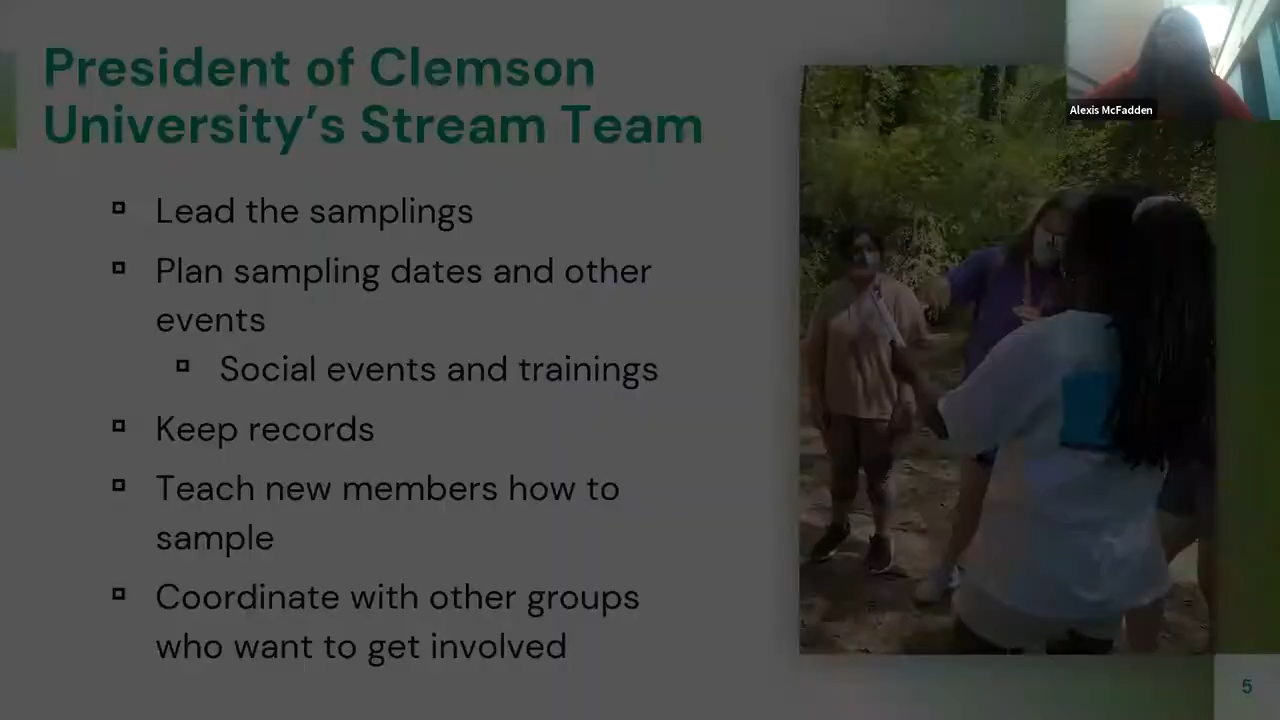 President of Clemson
University’s Stream Team
Lead the samplings
Plan sampling dates and other
events
Social events and trainings
Keep records
Teach new members how to
sample
Coordinate with other groups
who want to get involved
Alexis McFadden
5